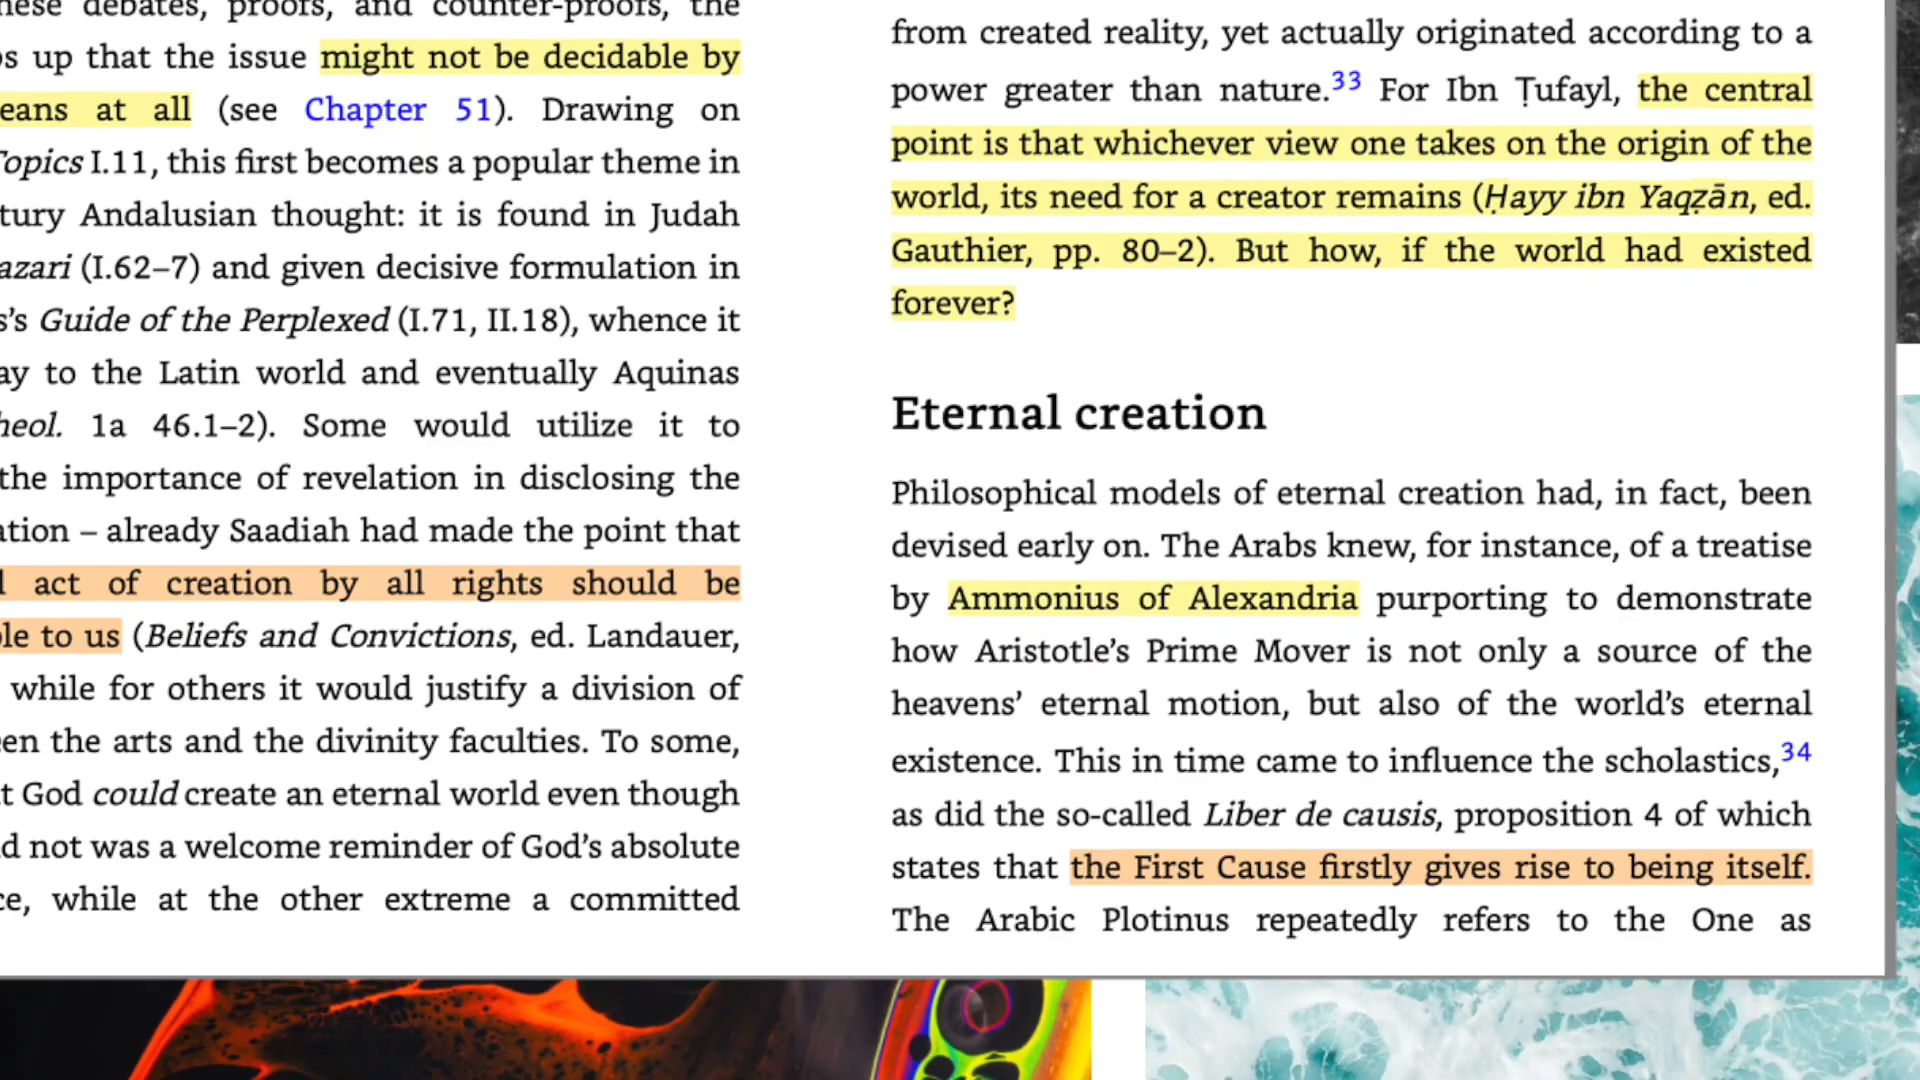 these debates, proofs, and counter-proofs, the
up that the issue might not be decidable by
at all (see Chapter 51). Drawing on
Topics I.11, this first becomes a popular theme in
Andalusian thought: it is found in Judah
(I.62–7) and given decisive formulation in
Guide of the Perplexed (I.71, II.18), whence it
to the Latin world and eventually Aquinas
1a 46.1–2). Some would utilize it to
the importance of revelation in disclosing the
– already Saadiah had made the point that
act of creation by all rights should be
to us (Beliefs and Convictions, ed. Landauer,
while for others it would justify a division of
the arts and the divinity faculties. To some,
God could create an eternal world even though
not was a welcome reminder of God's absolute
while at the other extreme a committed
from created reality, yet actually originated according to a
power greater than nature.33 For Ibn Ṭufayl, the central
point is that whichever view one takes on the origin of the
world, its need for a creator remains (Ḥayy ibn Yaqẓān, ed.
Gauthier, pp. 80–2). But how, if the world had existed
forever?
Eternal creation
Philosophical models of eternal creation had, in fact, been
devised early on. The Arabs knew, for instance, of a treatise
by Ammonius of Alexandria purporting to demonstrate
how Aristotle's Prime Mover is not only a source of the
heavens' eternal motion, but also of the world's eternal
existence. This in time came to influence the scholastics,34
as did the so-called Liber de causis, proposition 4 of which
states that the First Cause firstly gives rise to being itself.
The Arabic Plotinus repeatedly refers to the One as